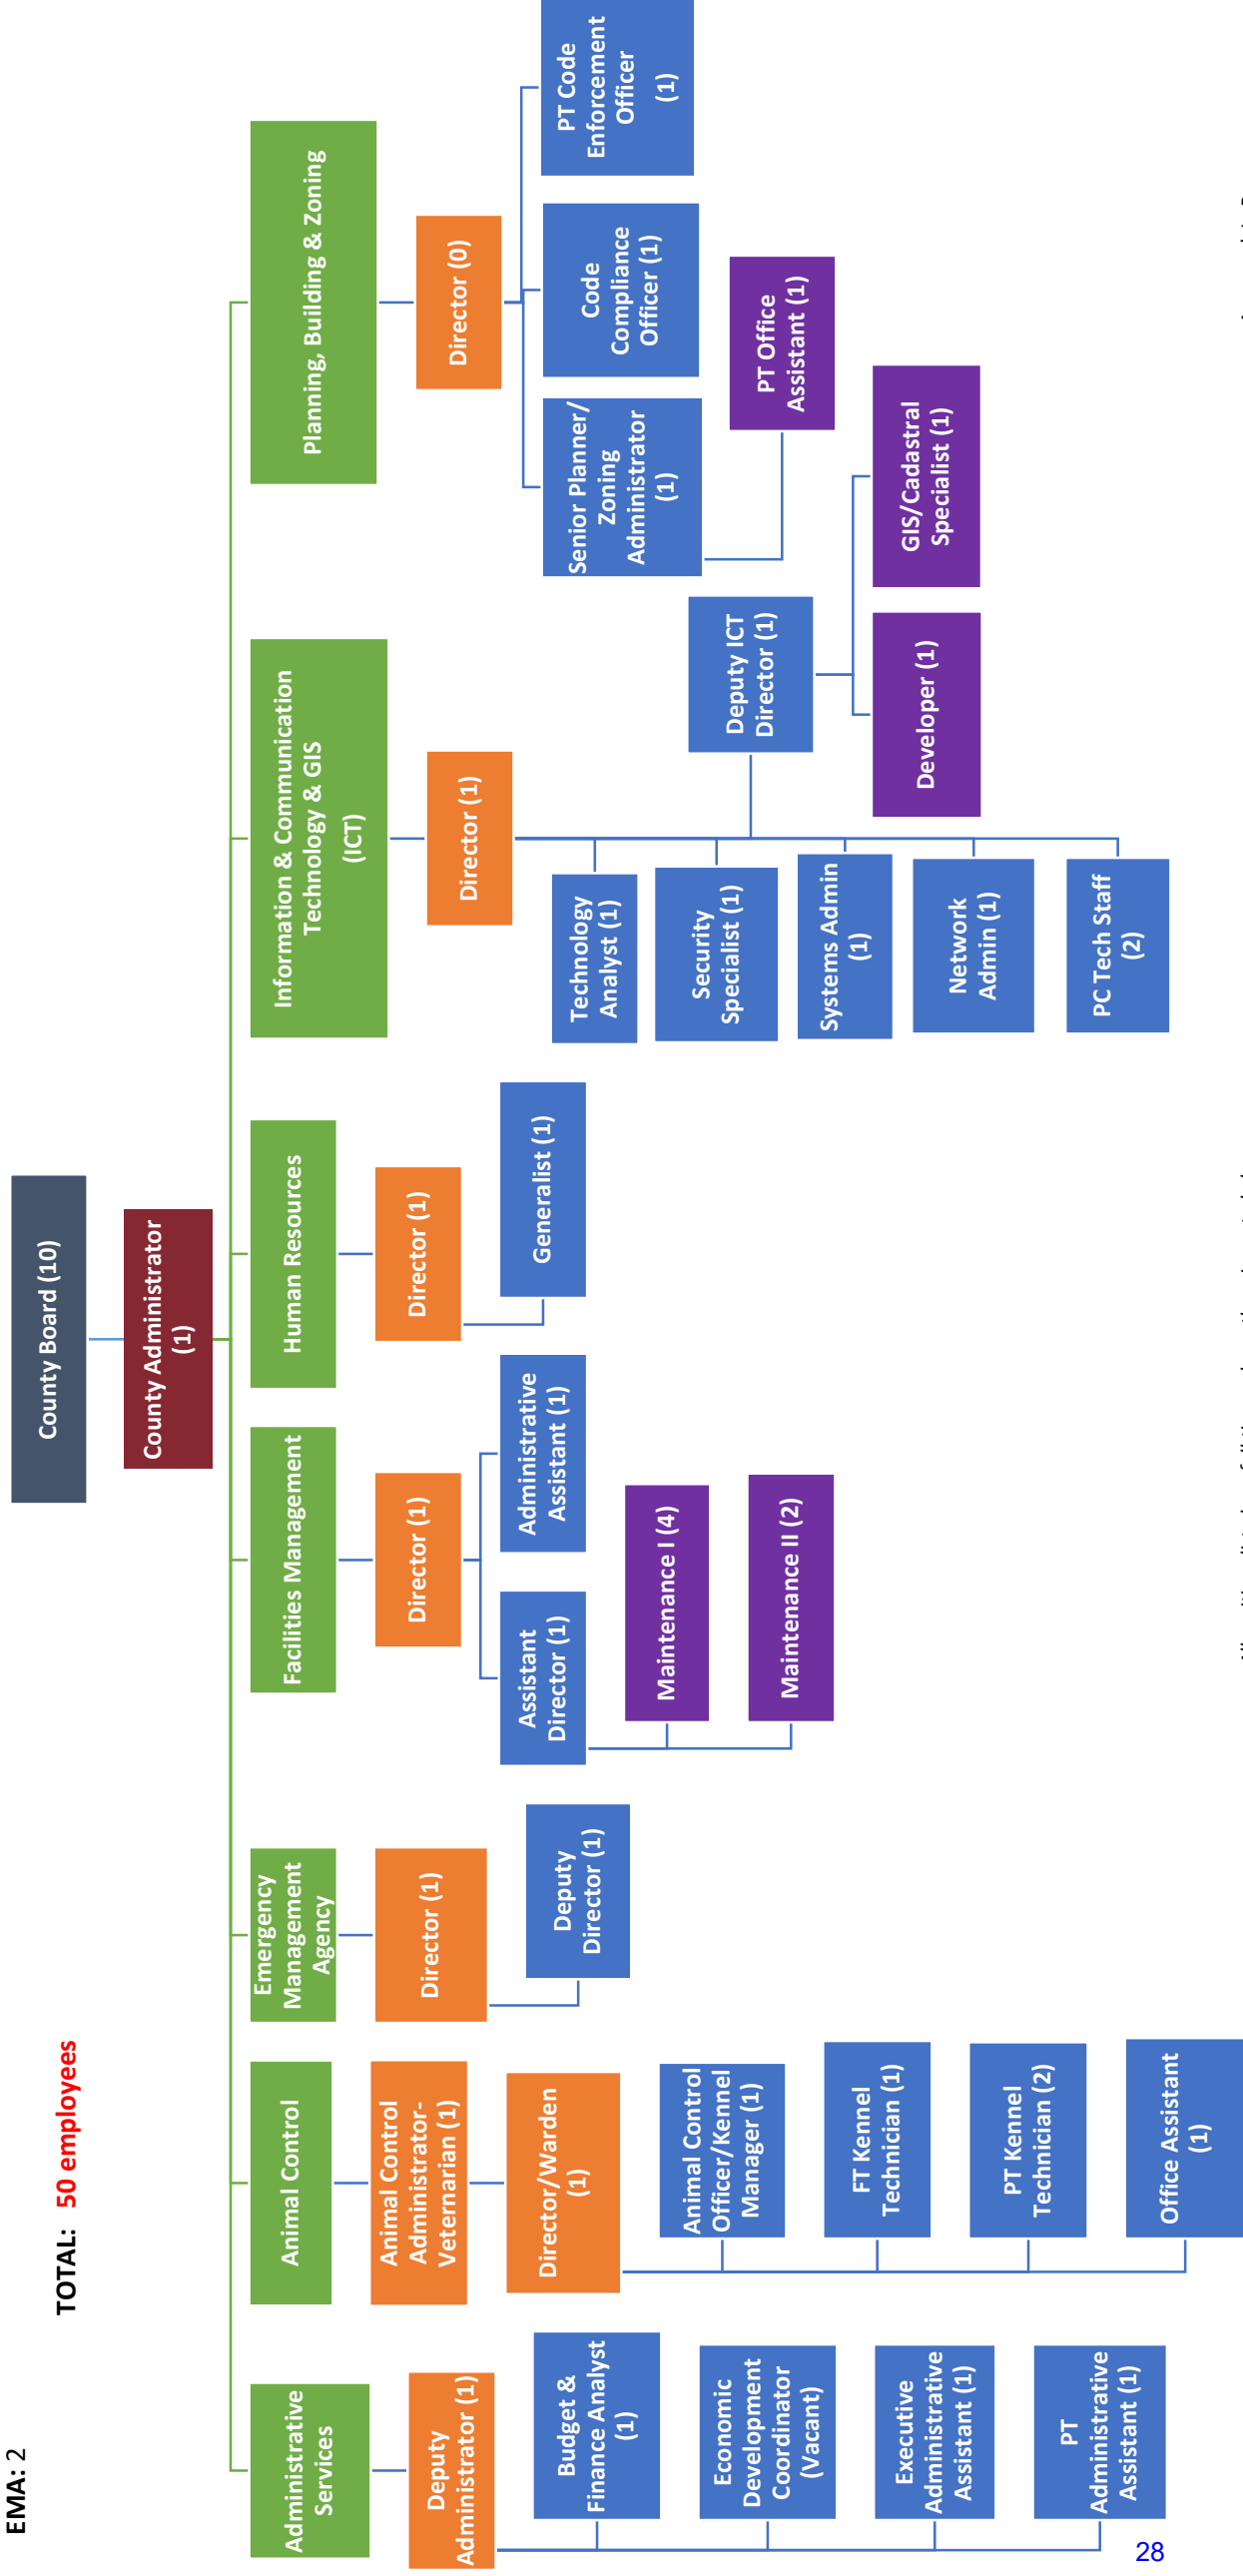 EMA: 2
TOTAL: 50 employees
County Board (10)
County Administrator
(1)
Administrative
Services
Deputy
Administrator (1)
Budget &
Finance Analyst
(1)
Economic
Development
Coordinator
(Vacant)
Executive
Administrative
Assistant (1)
PT
Administrative
Assistant (1)
Animal Control
Animal Control
Administrator-
Veternarian (1)
Director/Warden
(1)
Animal Control
Officer/Kennel
Manager (1)
FT Kennel
Technician (1)
PT Kennel
Technician (2)
Office Assistant
(1)
Emergency
Management
Agency
Director (1)
Deputy
Director (1)
Facilities Management
Director (1)
Assistant
Director (1)
Administrative
Assistant (1)
Maintenance I (4)
Maintenance II (2)
Human Resources
Director (1)
Generalist (1)
Information & Communication
Technology & GIS
(ICT)
Director (1)
Technology
Analyst (1)
Security
Specialist (1)
Systems Admin
(1)
Network
Admin (1)
PC Tech Staff
(2)
Deputy ICT
Director (1)
Developer (1)
GIS/Cadastral
Specialist (1)
Planning, Building & Zoning
Director (0)
Senior Planner/
Zoning
Administrator
(1)
Code
Compliance
Officer (1)
PT Code
Enforcement
Officer
(1)
PT Office
Assistant (1)
28